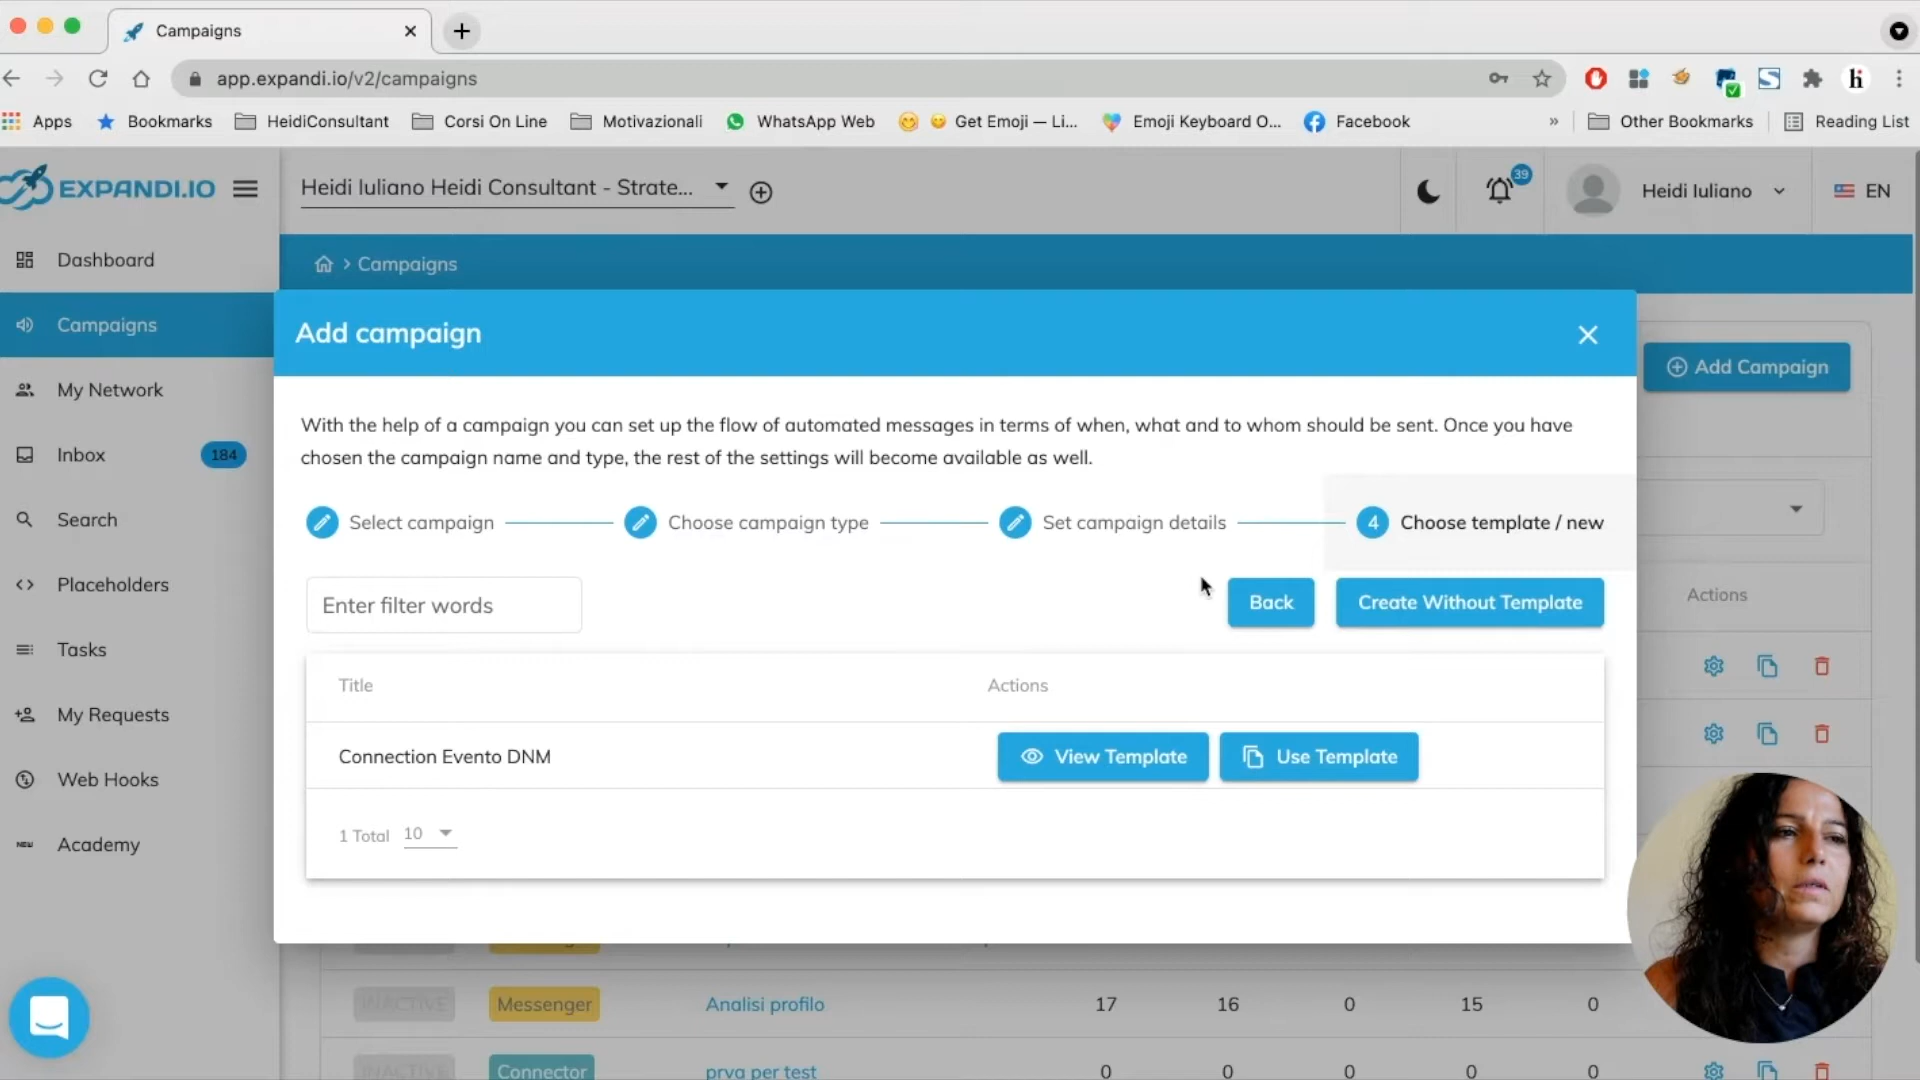 Campaigns
app.expandi.io/v2/campaigns
Apps Bookmarks HeidiConsultant Corsi On Line Motivazionali WhatsApp Web Get Emoji — Li... Emoji Keyboard O... Facebook » Other Bookmarks Reading List
EXPANDI.IO
Heidi Iuliano Heidi Consultant - Strate...
39
Heidi Iuliano
EN
Dashboard
Campaigns
My Network
Inbox 184
Search
Placeholders
Tasks
My Requests
Web Hooks
NEW Academy
> Campaigns
Add Campaign
Add campaign
With the help of a campaign you can set up the flow of automated messages in terms of when, what and to whom should be sent. Once you have
chosen the campaign name and type, the rest of the settings will become available as well.
Select campaign Choose campaign type Set campaign details 4 Choose template / new
Enter filter words Back Create Without Template
Actions
Title Actions
Connection Evento DNM View Template Use Template
1 Total 10
INACTIVE Messenger Analisi profilo 17 16 0 15 0
INACTIVE Connector prva per test 0 0 0 0 0